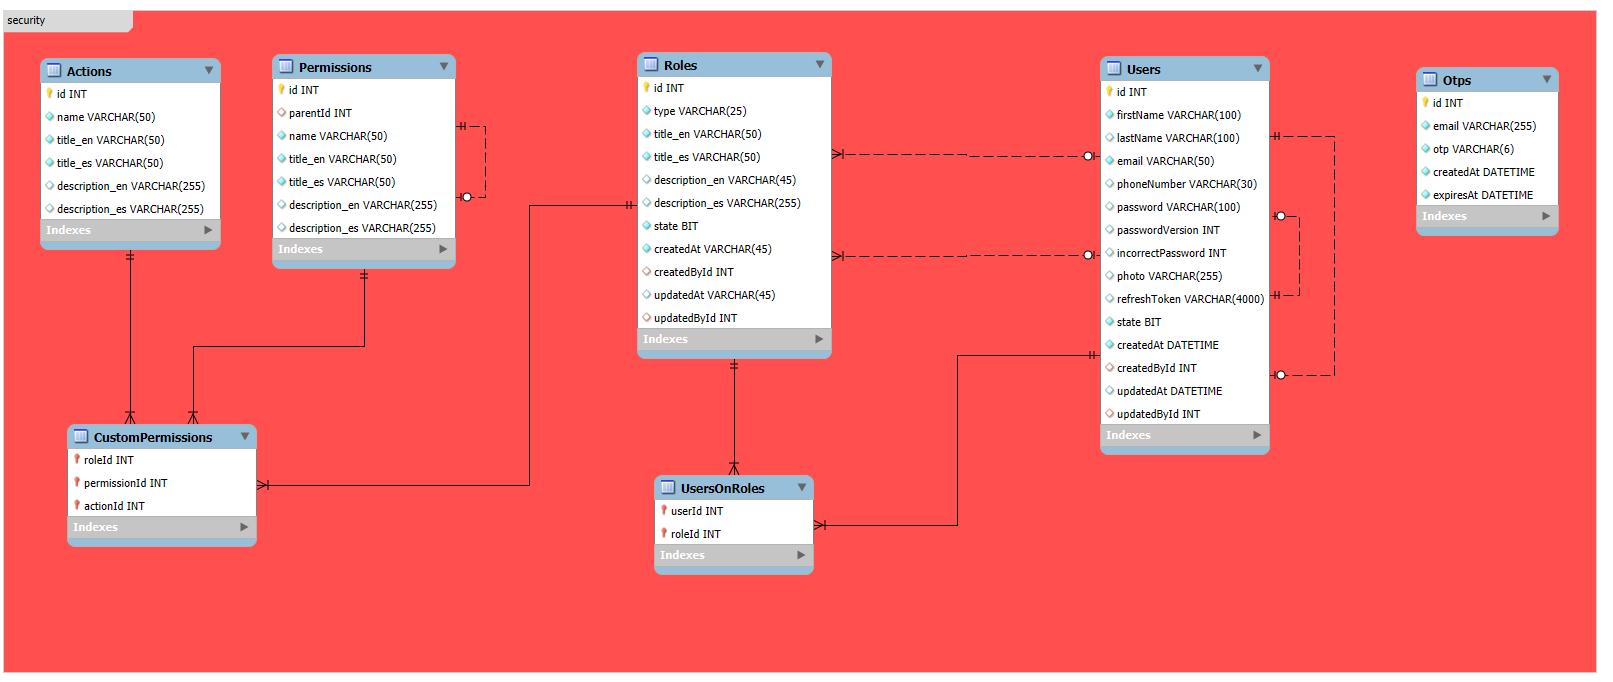 security
Actions
id INT
name VARCHAR(50)
title_en VARCHAR(50)
title_es VARCHAR(50)
description_en VARCHAR(255)
description_es VARCHAR(255)
Indexes
Permissions
id INT
parentId INT
name VARCHAR(50)
title_en VARCHAR(50)
title_es VARCHAR(50)
description_en VARCHAR(255)
description_es VARCHAR(255)
Indexes
Roles
id INT
type VARCHAR(25)
title_en VARCHAR(50)
title_es VARCHAR(50)
description_en VARCHAR(45)
description_es VARCHAR(255)
state BIT
createdAt VARCHAR(45)
createdById INT
updatedAt VARCHAR(45)
updatedById INT
Indexes
Users
id INT
firstName VARCHAR(100)
lastName VARCHAR(100)
email VARCHAR(50)
phoneNumber VARCHAR(30)
password VARCHAR(100)
passwordVersion INT
incorrectPassword INT
photo VARCHAR(255)
refreshToken VARCHAR(4000)
state BIT
createdAt DATETIME
createdById INT
updatedAt DATETIME
updatedById INT
Indexes
Otps
id INT
email VARCHAR(255)
otp VARCHAR(6)
createdAt DATETIME
expiresAt DATETIME
Indexes
CustomPermissions
roleId INT
permissionId INT
actionId INT
Indexes
UsersOnRoles
userId INT
roleId INT
Indexes